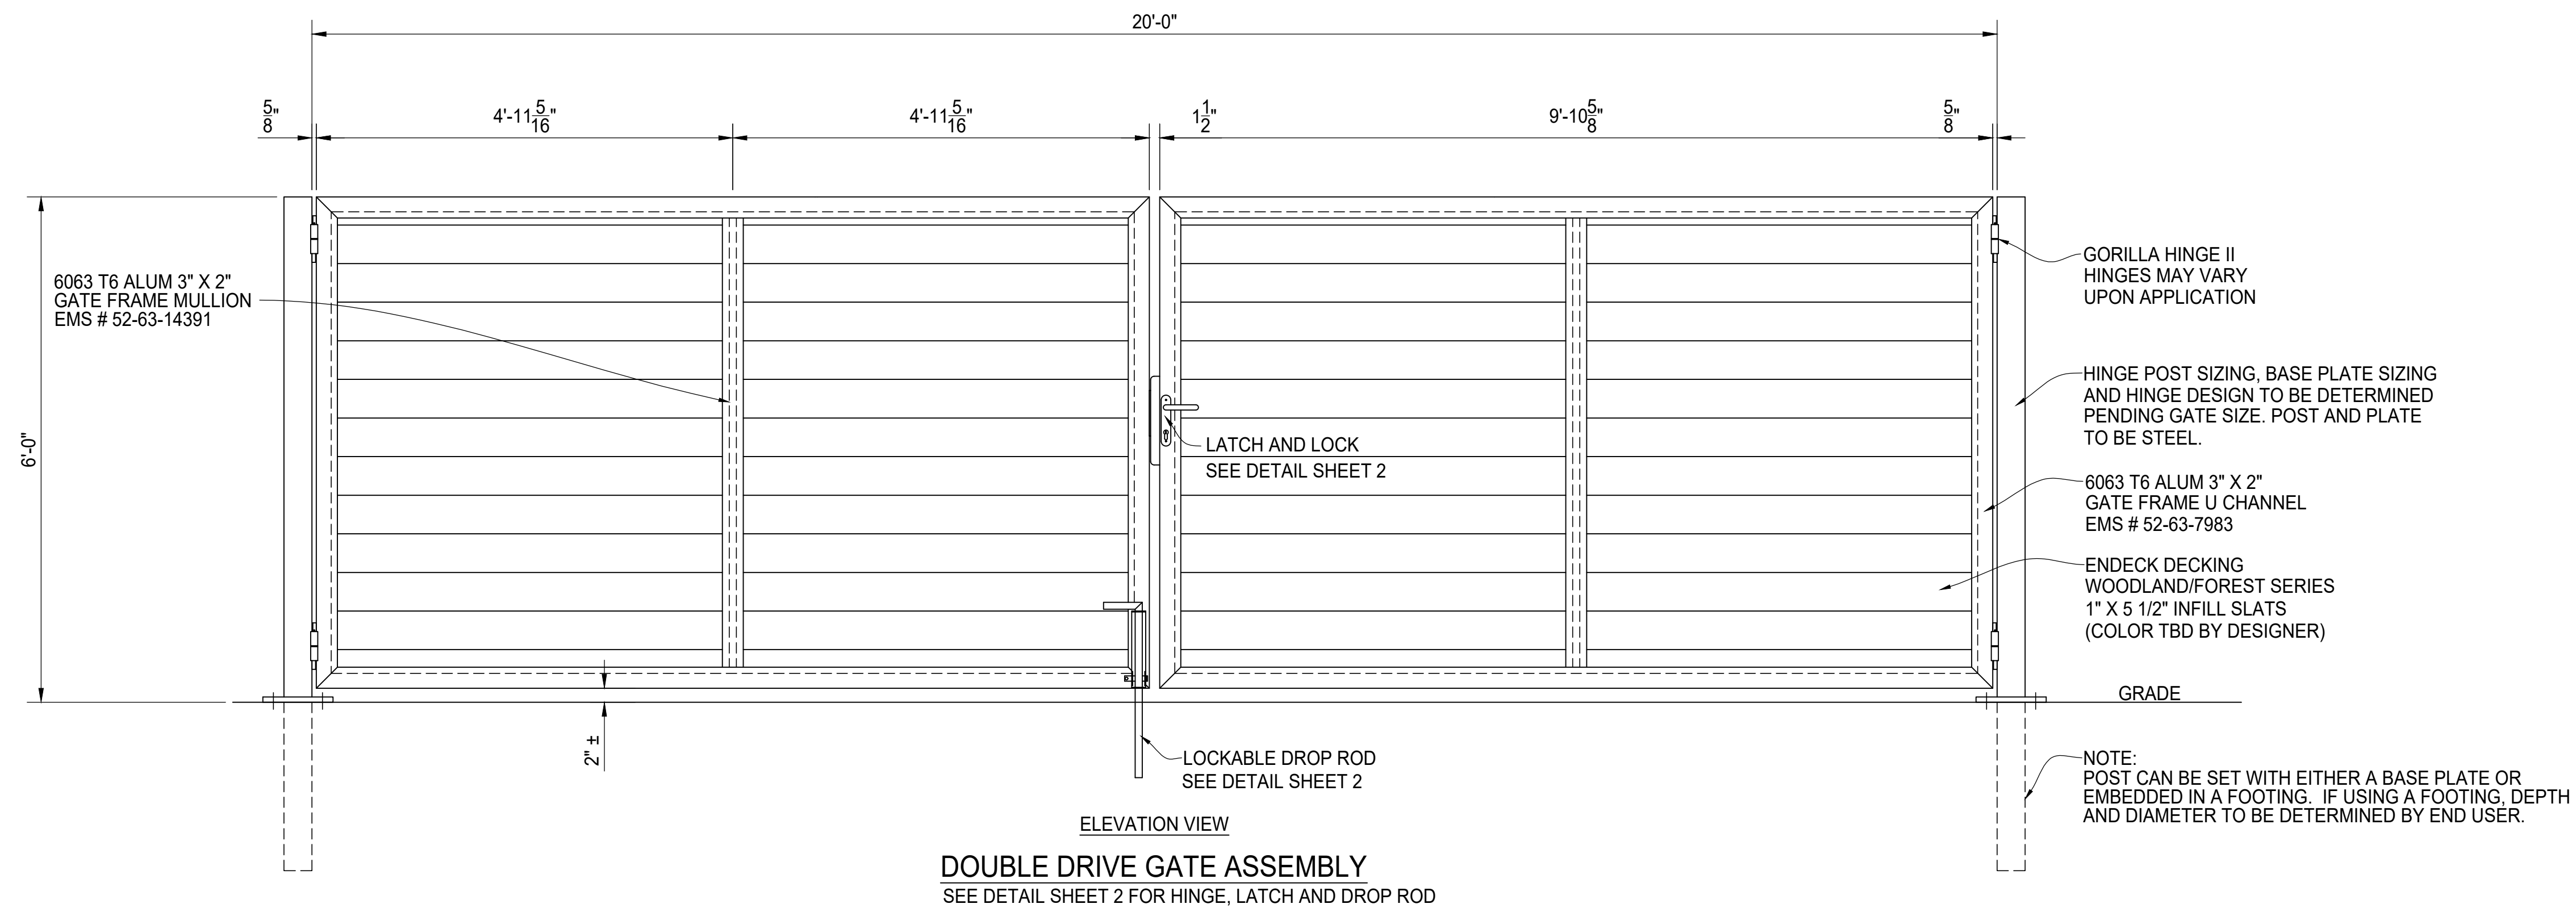 20'-0"
5/8"
4'-11 5/16"
4'-11 5/16"
1 1/2"
9'-10 5/8"
5/8"
6063 T6 ALUM 3" X 2"
GATE FRAME MULLION
EMS # 52-63-14391
6'-0"
2" ±
LATCH AND LOCK
SEE DETAIL SHEET 2
GORILLA HINGE II
HINGES MAY VARY
UPON APPLICATION
HINGE POST SIZING, BASE PLATE SIZING
AND HINGE DESIGN TO BE DETERMINED
PENDING GATE SIZE. POST AND PLATE
TO BE STEEL.
6063 T6 ALUM 3" X 2"
GATE FRAME U CHANNEL
EMS # 52-63-7983
ENDECK DECKING
WOODLAND/FOREST SERIES
1" X 5 1/2" INFILL SLATS
(COLOR TBD BY DESIGNER)
GRADE
LOCKABLE DROP ROD
SEE DETAIL SHEET 2
NOTE:
POST CAN BE SET WITH EITHER A BASE PLATE OR
EMBEDDED IN A FOOTING. IF USING A FOOTING, DEPTH
AND DIAMETER TO BE DETERMINED BY END USER.
ELEVATION VIEW
DOUBLE DRIVE GATE ASSEMBLY
SEE DETAIL SHEET 2 FOR HINGE, LATCH AND DROP ROD